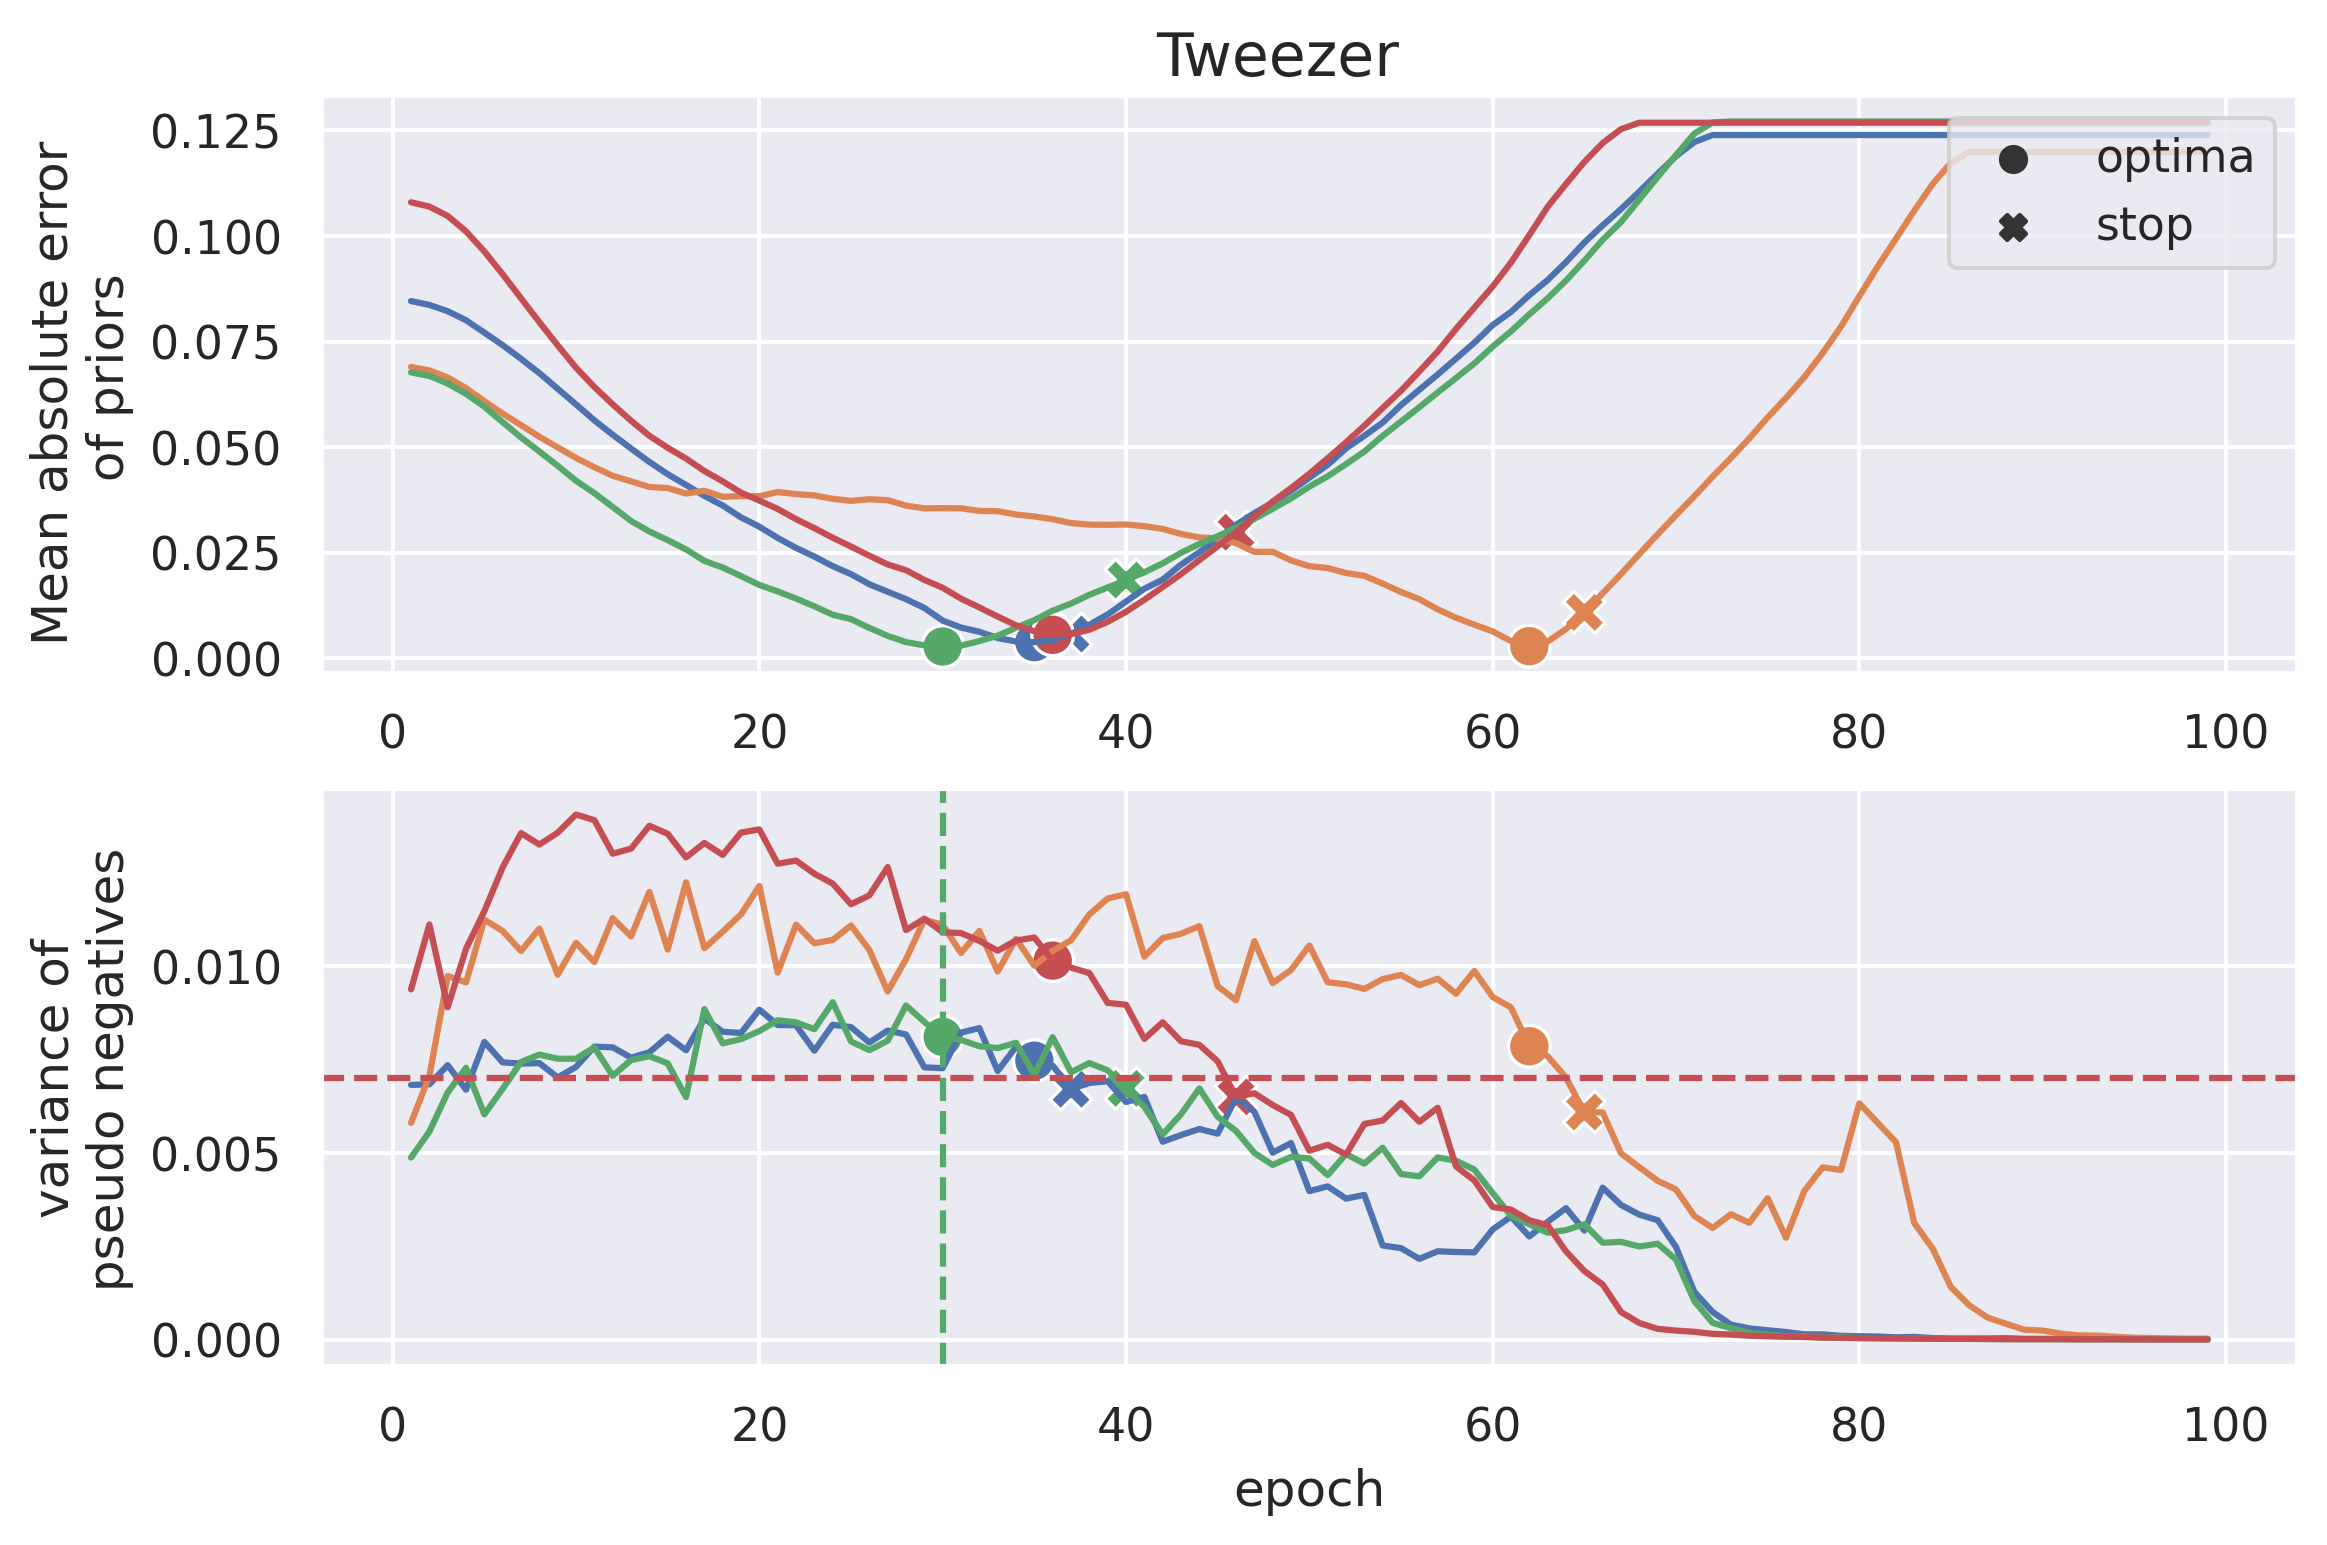 Tweezer
Mean absolute error
of priors
0.125
0.100
0.075
0.050
0.025
0.000
optima
stop
0 20 40 60 80 100
variance of
pseudo negatives
0.010
0.005
0.000
0 20 40 60 80 100
epoch